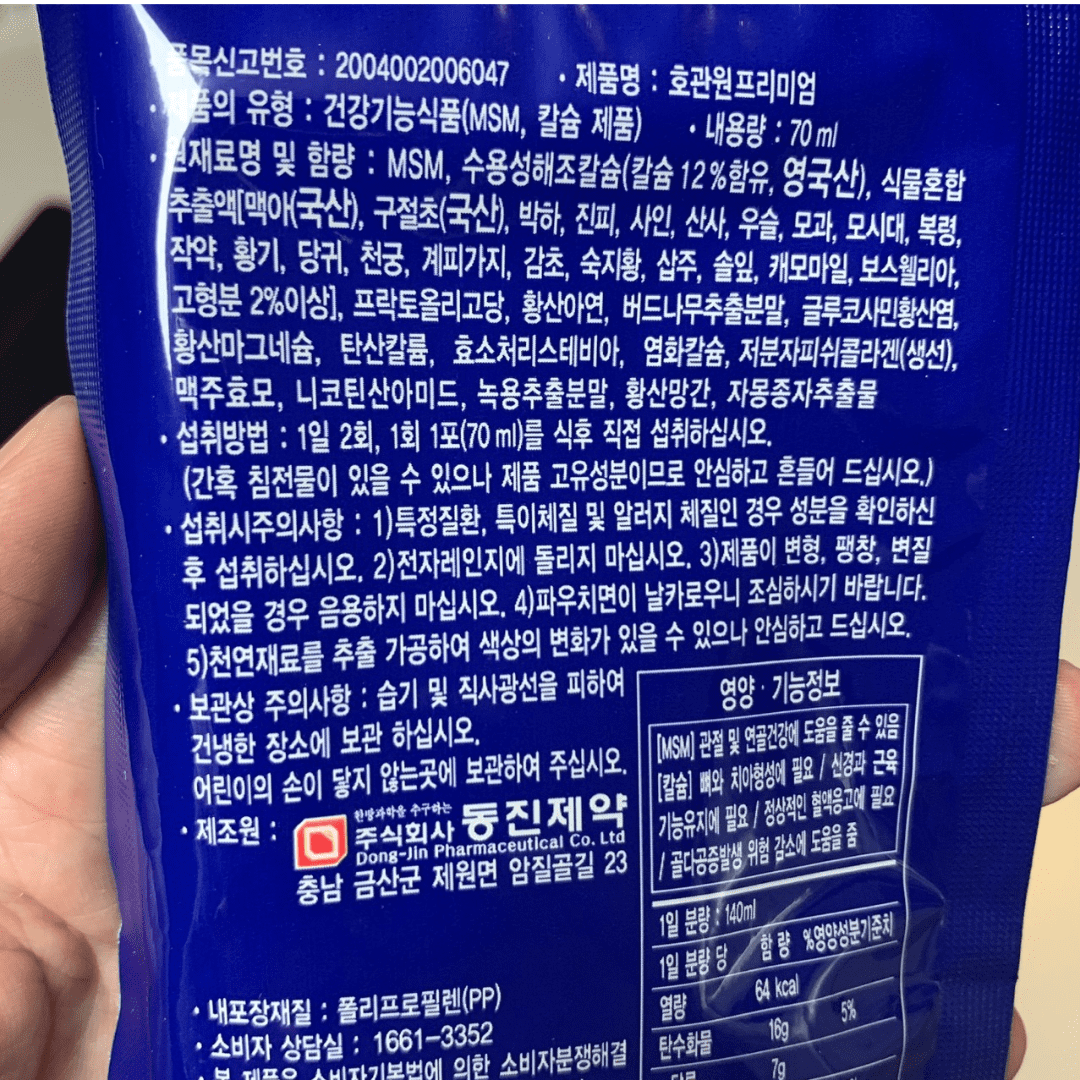 품목신고번호 : 2004002006047 · 제품명 : 호관원프리미엄
· 제품의 유형 : 건강기능식품(MSM, 칼슘 제품) · 내용량 : 70 ml
· 원재료명 및 함량 : MSM, 수용성해조칼슘(칼슘 12%함유, 영국산), 식물혼합
추출액[맥아(국산), 구절초(국산), 박하, 진피, 사인, 산사, 우슬, 모과, 모시대, 복령,
작약, 황기, 당귀, 천궁, 계피가지, 감초, 숙지황, 삽주, 솔잎, 캐모마일, 보스웰리아,
고형분 2%이상], 프락토올리고당, 황산아연, 버드나무추출분말, 글루코사민황산염,
황산마그네슘, 탄산칼륨, 효소처리스테비아, 염화칼슘, 저분자피쉬콜라겐(생선),
맥주효모, 니코틴산아미드, 녹용추출분말, 황산망간, 자몽종자추출물
· 섭취방법 : 1일 2회, 1회 1포(70 ml)를 식후 직접 섭취하십시오.
(간혹 침전물이 있을 수 있으나 제품 고유성분이므로 안심하고 흔들어 드십시오.)
· 섭취시주의사항 : 1)특정질환, 특이체질 및 알러지 체질인 경우 성분을 확인하신
후 섭취하십시오. 2)전자레인지에 돌리지 마십시오. 3)제품이 변형, 팽창, 변질
되었을 경우 음용하지 마십시오. 4)파우치면이 날카로우니 조심하시기 바랍니다.
5)천연재료를 추출 가공하여 색상의 변화가 있을 수 있으나 안심하고 드십시오.
· 보관상 주의사항 : 습기 및 직사광선을 피하여
건냉한 장소에 보관 하십시오.
어린이의 손이 닿지 않는곳에 보관하여 주십시오.
· 제조원 :
한방과학을 추구하는
주식회사 동진제약
Dong-Jin Pharmaceutical Co. Ltd
충남 금산군 제원면 암질골길 23
· 내포장재질 : 폴리프로필렌(PP)
· 소비자 상담실 : 1661-3352
· 본 제품은 소비자기본법에 의한 소비자분쟁해결
영양 · 기능정보
[MSM] 관절 및 연골건강에 도움을 줄 수 있음
[칼슘] 뼈와 치아형성에 필요 / 신경과 근육
기능유지에 필요 / 정상적인 혈액응고에 필요
/ 골다공증발생 위험 감소에 도움을 줌
1일 분량 : 140ml
1일 분량 당 함 량 %영양성분기준치
열량 64 kcal
탄수화물 16g 5%
당류 7g